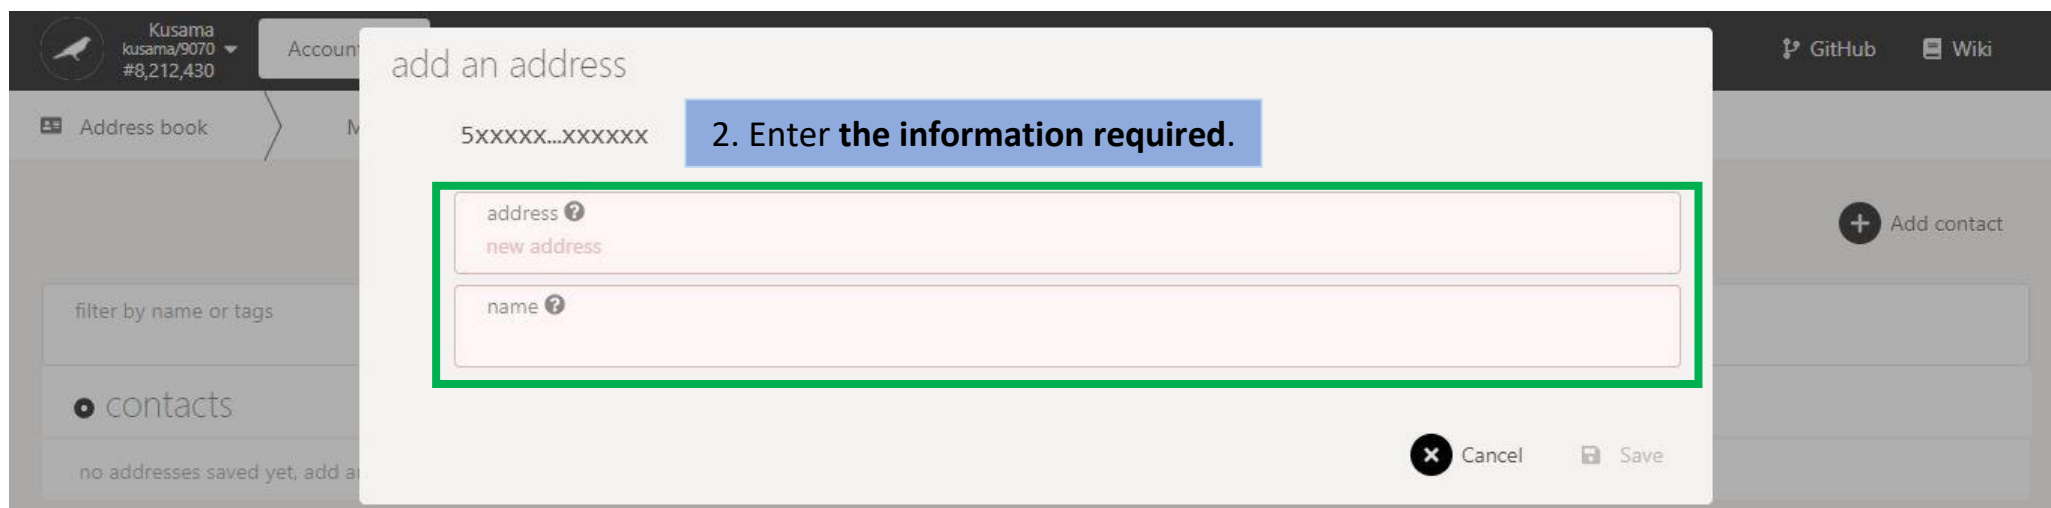 Kusama
kusama/9070
#8,212,430
Account
GitHub
Wiki
add an address
Address book
M
5xxxxx...xxxxxx
2. Enter the information required.
address
new address
Add contact
name
filter by name or tags
contacts
no addresses saved yet, add
Cancel
Save